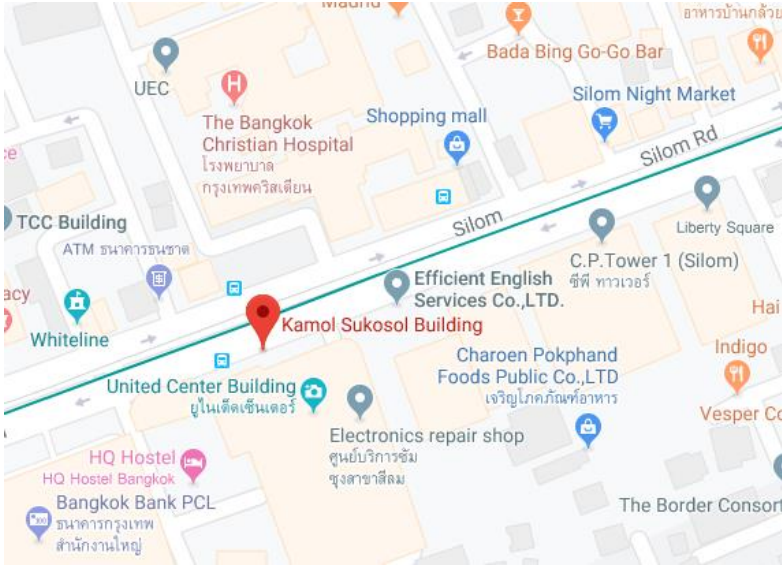 Madrid
อาหารบ้านกล้วย
Bada Bing Go-Go Bar
UEC
The Bangkok
Christian Hospital
โรงพยาบาล
กรุงเทพคริสเตียน
Shopping mall
Silom Night Market
Silom Rd
Silom
TCC Building
ATM ธนาคารธนชาต
Liberty Square
C.P.Tower 1 (Silom)
ซีพี ทาวเวอร์
Efficient English
Services Co.,LTD.
acy
Whiteline
Kamol Sukosol Building
Hai
Charoen Pokphand
Foods Public Co.,LTD
เจริญโภคภัณฑ์อาหาร
Indigo
Vesper Co
United Center Building
ยูไนเต็ดเซ็นเตอร์
Electronics repair shop
ศูนย์บริการซัม
ซุงสาขาสีลม
HQ Hostel
HQ Hostel Bangkok
Bangkok Bank PCL
ธนาคารกรุงเทพ
สำนักงานใหญ่
The Border Consort